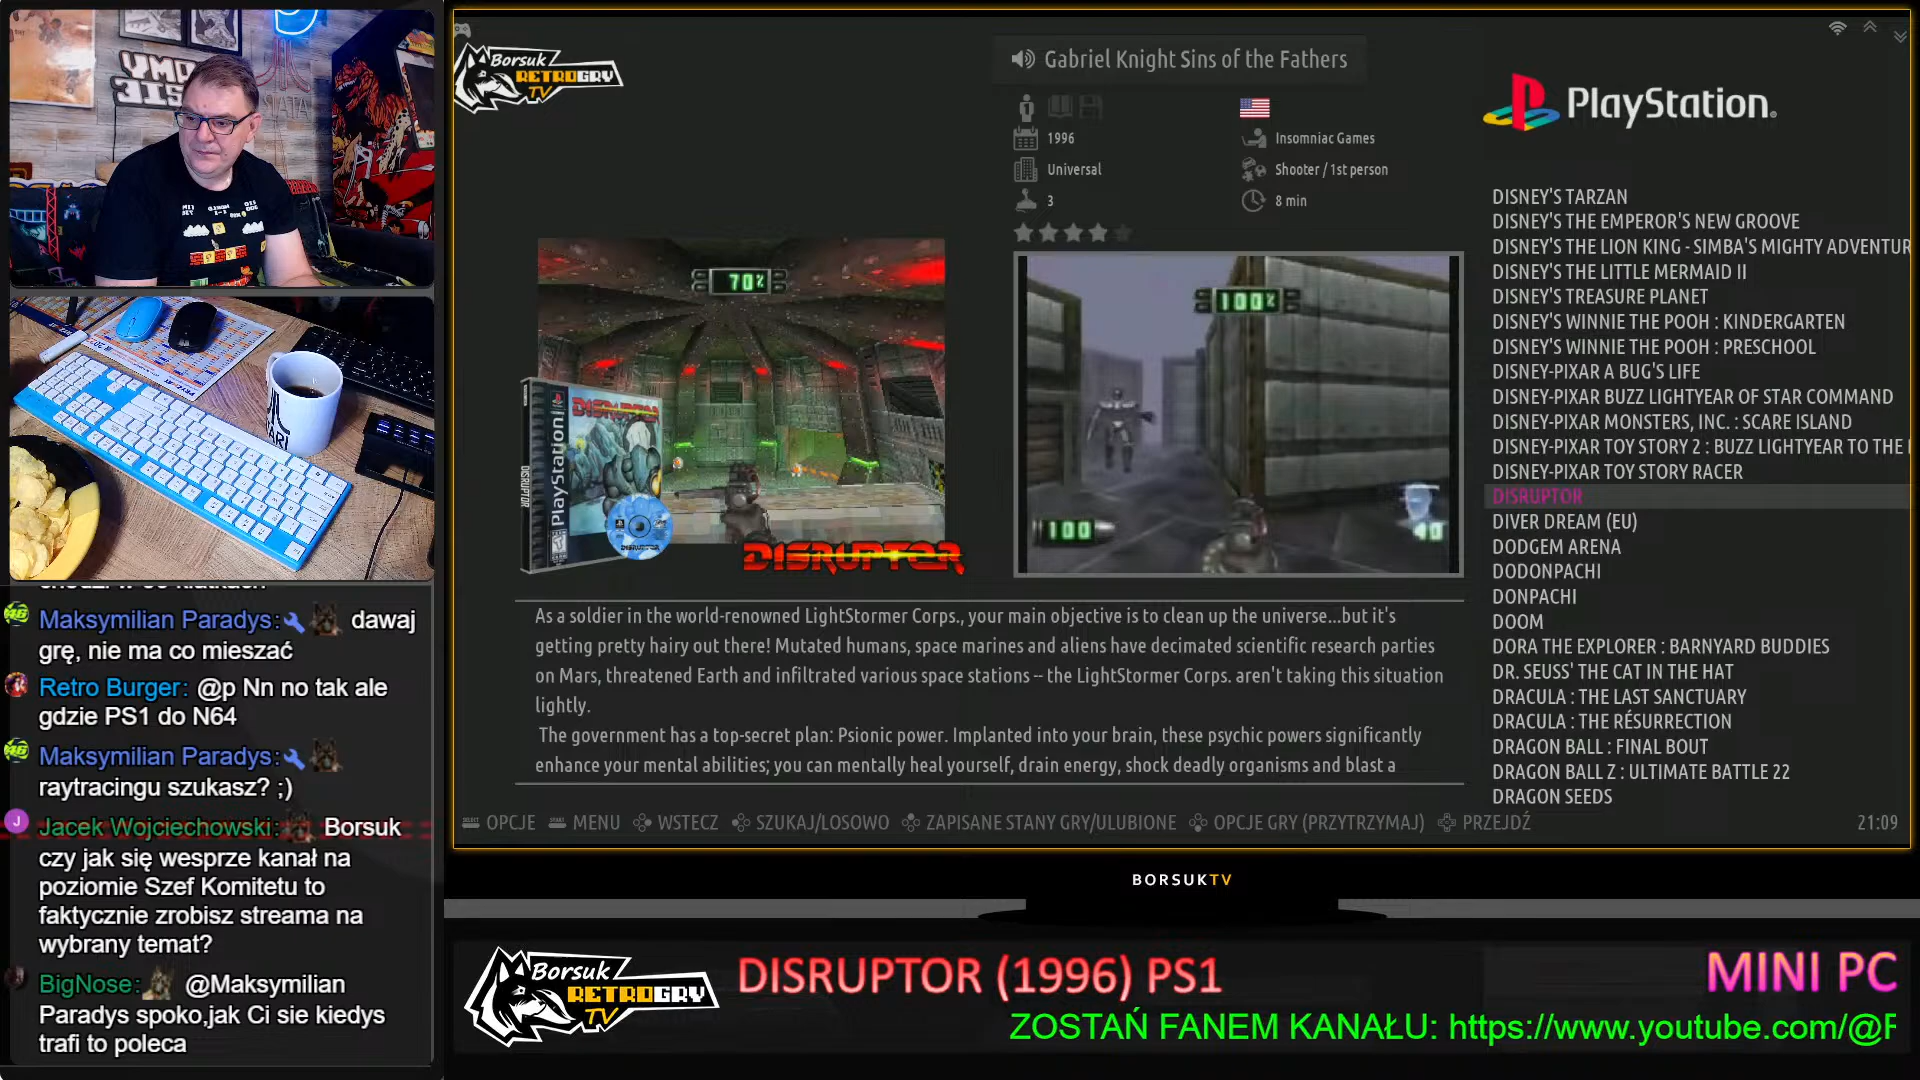 Maksymilian Paradys: dawaj
grę, nie ma co mieszać
Retro Burger: @p Nn no tak ale
gdzie PS1 do N64
Maksymilian Paradys:
raytracingu szukasz? ;)
Jacek Wojciechowski: Borsuk
czy jak się wesprze kanał na
poziomie Szef Komitetu to
faktycznie zrobisz streama na
wybrany temat?
BigNose: @Maksymilian
Paradys spoko,jak Ci sie kiedys
trafi to poleca
Borsuk
RETROGRY
TV
Gabriel Knight Sins of the Fathers
1996
Insomniac Games
Universal
Shooter / 1st person
3
8 min
70%
100%
100
40
PlayStation
DISRUPTOR
DISRUPTOR
DISRUPTOR
As a soldier in the world-renowned LightStormer Corps., your main objective is to clean up the universe...but it's
getting pretty hairy out there! Mutated humans, space marines and aliens have decimated scientific research parties
on Mars, threatened Earth and infiltrated various space stations -- the LightStormer Corps. aren't taking this situation
lightly.
The government has a top-secret plan: Psionic power. Implanted into your brain, these psychic powers significantly
enhance your mental abilities; you can mentally heal yourself, drain energy, shock deadly organisms and blast a
PlayStation.
DISNEY'S TARZAN
DISNEY'S THE EMPEROR'S NEW GROOVE
DISNEY'S THE LION KING - SIMBA'S MIGHTY ADVENTUR
DISNEY'S THE LITTLE MERMAID II
DISNEY'S TREASURE PLANET
DISNEY'S WINNIE THE POOH : KINDERGARTEN
DISNEY'S WINNIE THE POOH : PRESCHOOL
DISNEY-PIXAR A BUG'S LIFE
DISNEY-PIXAR BUZZ LIGHTYEAR OF STAR COMMAND
DISNEY-PIXAR MONSTERS, INC. : SCARE ISLAND
DISNEY-PIXAR TOY STORY 2 : BUZZ LIGHTYEAR TO THE
DISNEY-PIXAR TOY STORY RACER
DISRUPTOR
DIVER DREAM (EU)
DODGEM ARENA
DODONPACHI
DONPACHI
DOOM
DORA THE EXPLORER : BARNYARD BUDDIES
DR. SEUSS' THE CAT IN THE HAT
DRACULA : THE LAST SANCTUARY
DRACULA : THE RÉSURRECTION
DRAGON BALL : FINAL BOUT
DRAGON BALL Z : ULTIMATE BATTLE 22
DRAGON SEEDS
OPCJE MENU WSTECZ SZUKAJ/LOSOWO ZAPISANE STANY GRY/ULUBIONE OPCJE GRY (PRZYTRZYMAJ) PRZEJDŹ 21:09
BORSUKTV
Borsuk
RETROGRY
TV
DISRUPTOR (1996) PS1
MINI PC
ZOSTAŃ FANEM KANAŁU: https://www.youtube.com/@